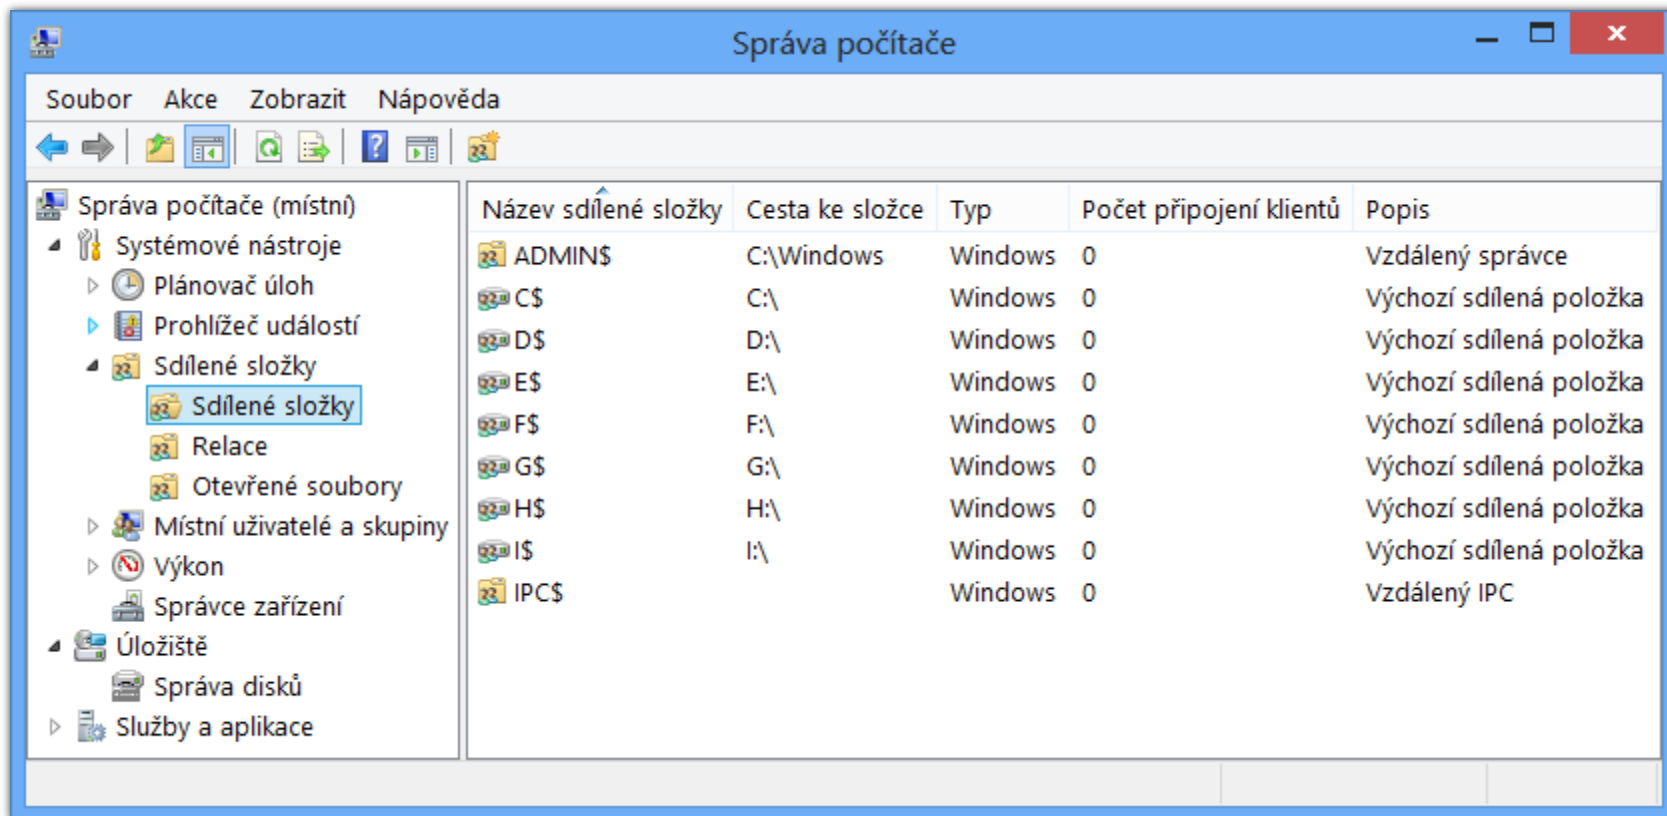 Správa počítače
Soubor Akce Zobrazit Nápověda
Správa počítače (místní)
Systémové nástroje
Plánovač úloh
Prohlížeč událostí
Sdílené složky
Sdílené složky
Relace
Otevřené soubory
Místní uživatelé a skupiny
Výkon
Správce zařízení
Úložiště
Správa disků
Služby a aplikace
Název sdílené složky Cesta ke složce Typ Počet připojení klientů Popis
ADMIN$ C:\Windows Windows 0 Vzdálený správce
C$ C:\ Windows 0 Výchozí sdílená položka
D$ D:\ Windows 0 Výchozí sdílená položka
E$ E:\ Windows 0 Výchozí sdílená položka
F$ F:\ Windows 0 Výchozí sdílená položka
G$ G:\ Windows 0 Výchozí sdílená položka
H$ H:\ Windows 0 Výchozí sdílená položka
I$ I:\ Windows 0 Výchozí sdílená položka
IPC$ Windows 0 Vzdálený IPC